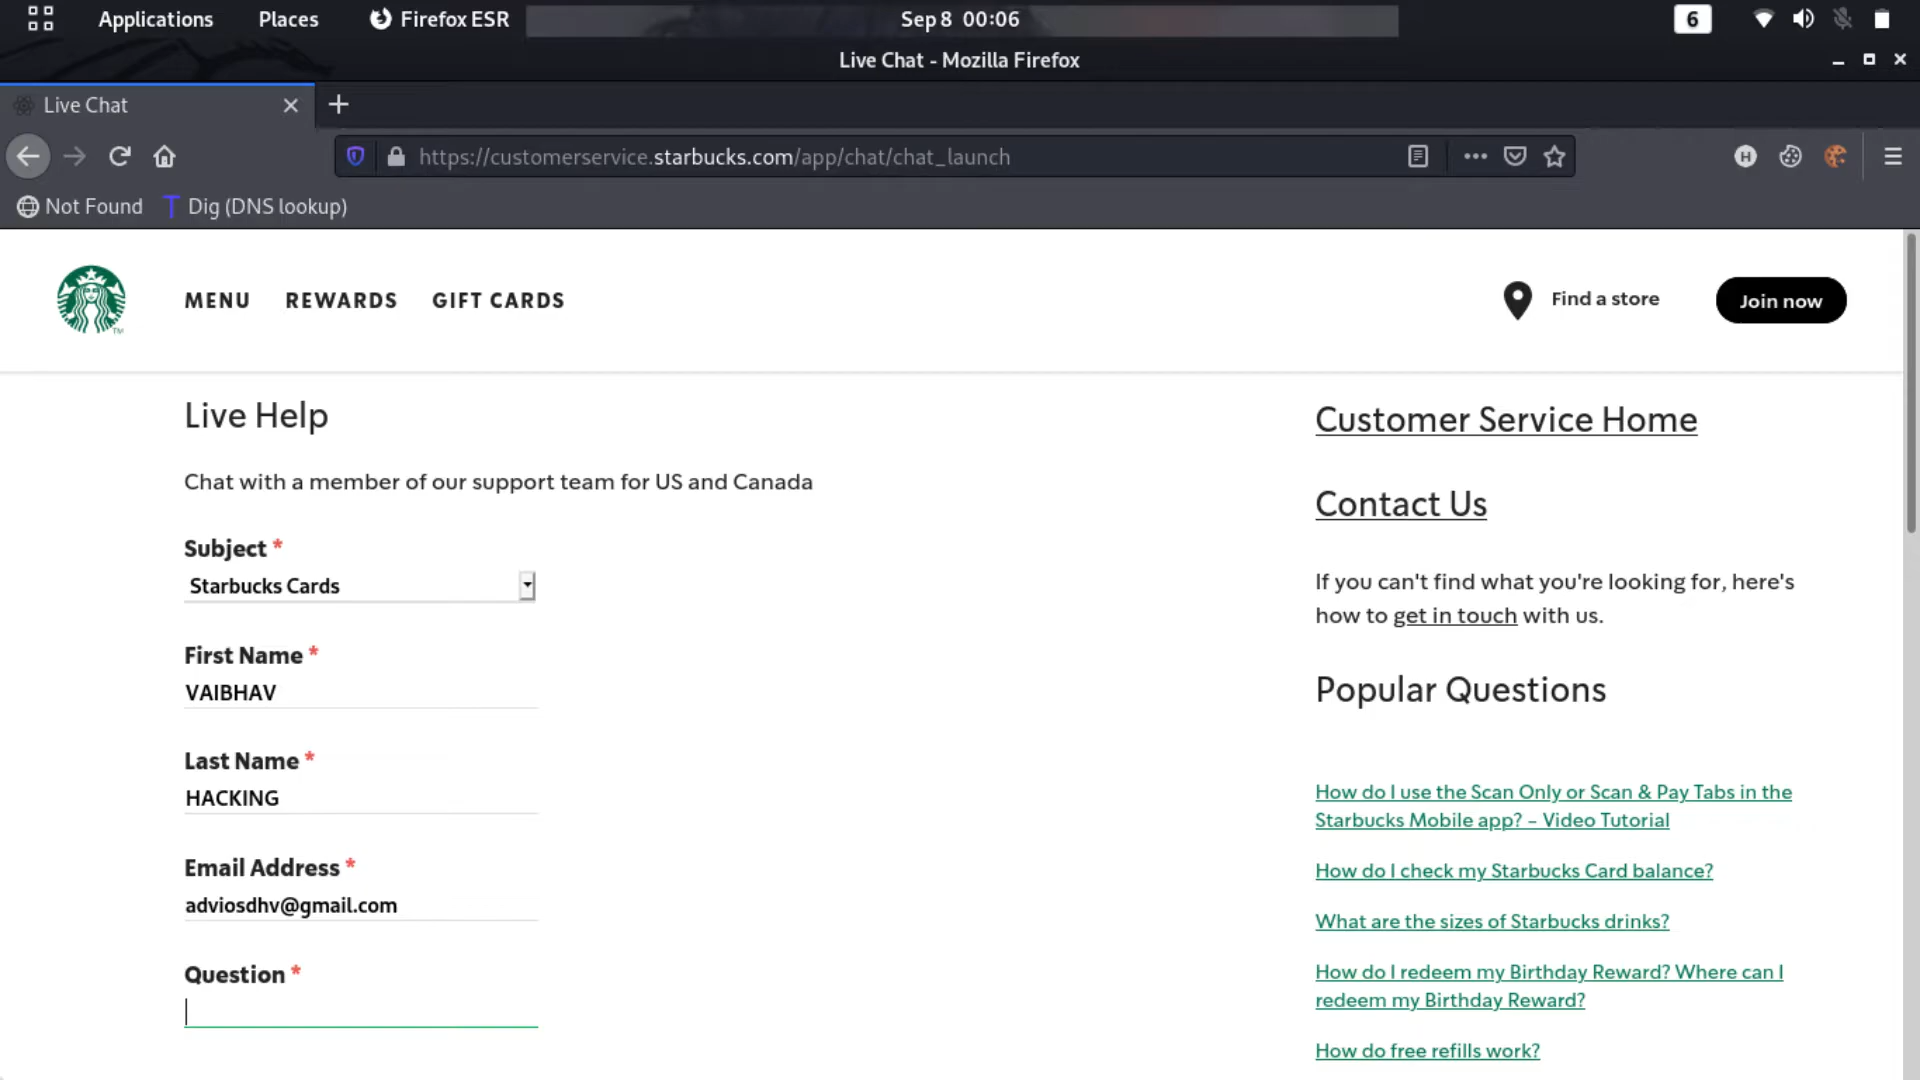 Applications Places Firefox ESR Sep 8 00:06 6
Live Chat - Mozilla Firefox
Live Chat
https://customerservice.starbucks.com/app/chat/chat_launch
H
Not Found Dig (DNS lookup)
MENU REWARDS GIFT CARDS Find a store Join now
Live Help
Chat with a member of our support team for US and Canada
Subject *
Starbucks Cards
First Name *
VAIBHAV
Last Name *
HACKING
Email Address *
adviosdhv@gmail.com
Question *
Customer Service Home
Contact Us
If you can't find what you're looking for, here's
how to get in touch with us.
Popular Questions
How do I use the Scan Only or Scan & Pay Tabs in the
Starbucks Mobile app? – Video Tutorial
How do I check my Starbucks Card balance?
What are the sizes of Starbucks drinks?
How do I redeem my Birthday Reward? Where can I
redeem my Birthday Reward?
How do free refills work?